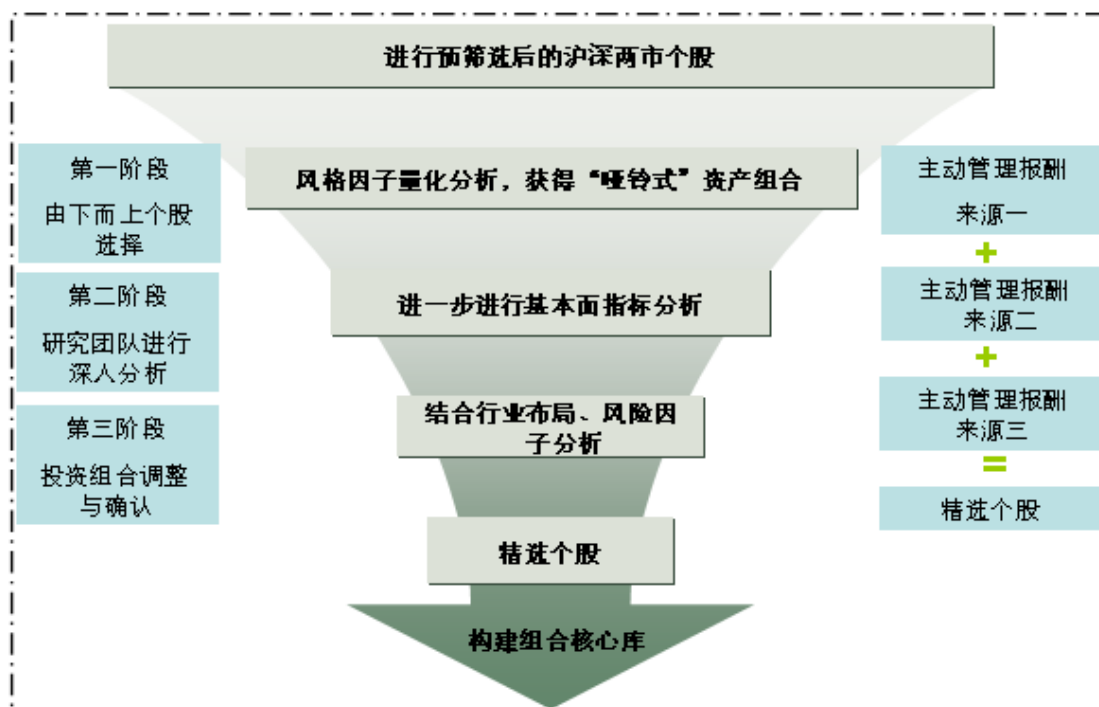 进行预筛选后的沪深两市个股
第一阶段
由下而上个股
选择
风格因子量化分析，获得“哑铃式”资产组合
主动管理报酬
来源一
+
第二阶段
研究团队进行
深入分析
进一步进行基本面指标分析
主动管理报酬
来源二
+
第三阶段
投资组合调整
与确认
结合行业布局、风险因
子分析
主动管理报酬
来源三
=
精选个股
精选个股
构建组合核心库